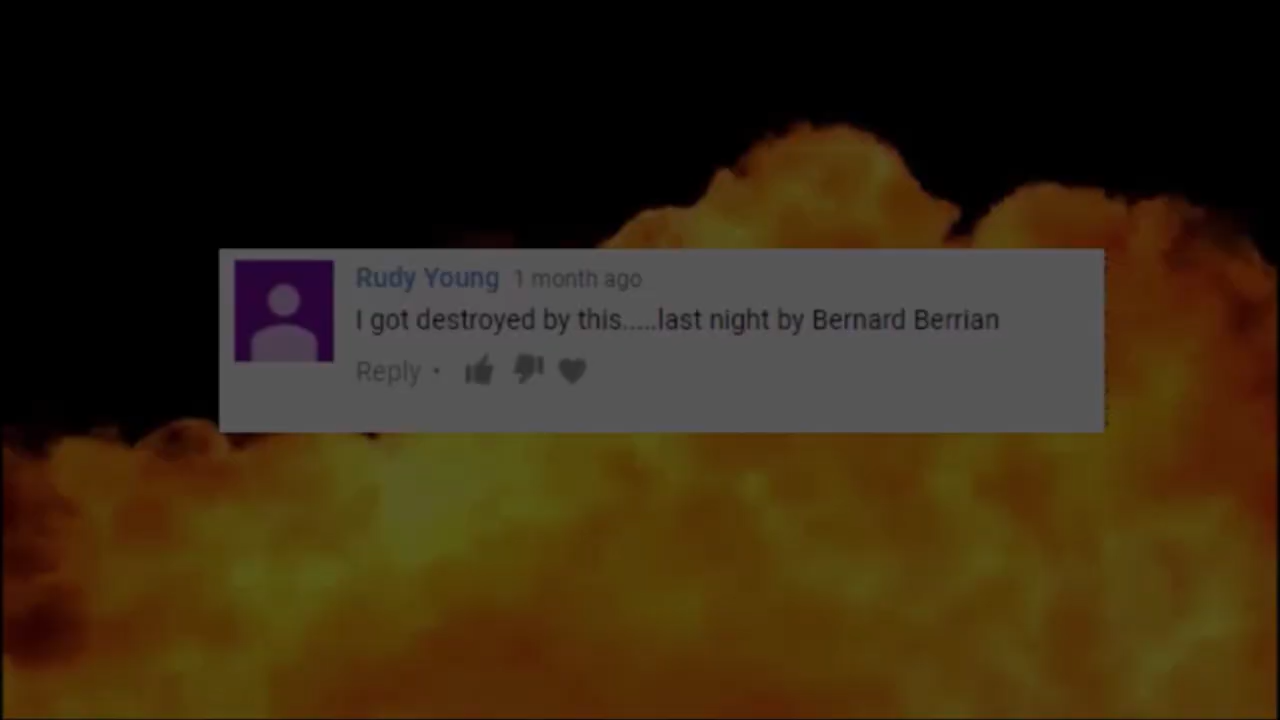 Rudy Young 1 month ago
I got destroyed by this.....last night by Bernard Berrian
Reply •